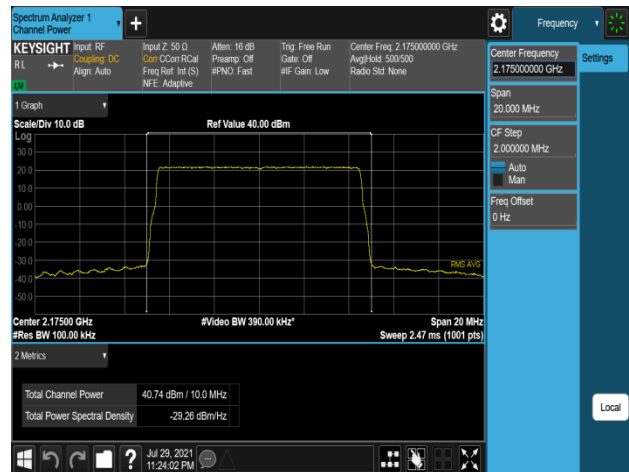 Spectrum Analyzer 1
Channel Power
+
Frequency
KEYSIGHT
RL
LW
Input: RF
Coupling: DC
Align: Auto
Input Z: 50 Ω
Corr CCorr RCal
Freq Ref: Int (S)
NFE: Adaptive
Atten: 16 dB
Preamp: Off
#PNO: Fast
Trig: Free Run
Gate: Off
#IF Gain: Low
Center Freq: 2.175000000 GHz
Avg|Hold: 500/500
Radio Std: None
Center Frequency
2.175000000 GHz
Settings
Span
20.000 MHz
CF Step
2.000000 MHz
Auto
Man
Freq Offset
0 Hz
1 Graph
Scale/Div 10.0 dB
Ref Value 40.00 dBm
Log
30.0
20.0
10.0
0.00
-10.0
-20.0
-30.0
-40.0
-50.0
RMS AVG
Center 2.17500 GHz
#Video BW 390.00 kHz*
Span 20 MHz
#Res BW 100.00 kHz
Sweep 2.47 ms (1001 pts)
2 Metrics
Total Channel Power 40.74 dBm / 10.0 MHz
Total Power Spectral Density -29.26 dBm/Hz
Local
?
Jul 29, 2021
11:24:02 PM